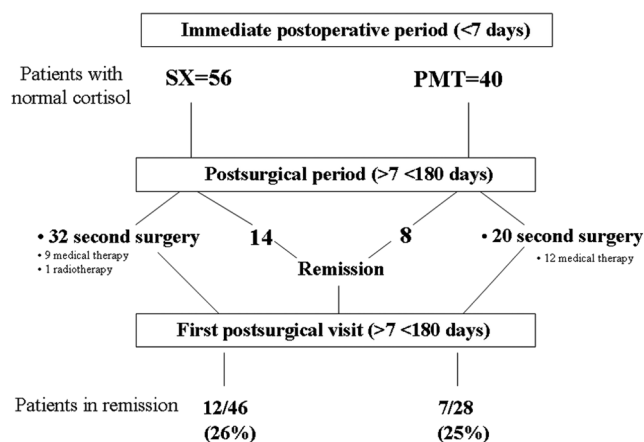 Immediate postoperative period (<7 days)
Patients with
normal cortisol
SX=56
PMT=40
Postsurgical period (>7 <180 days)
• 32 second surgery
• 9 medical therapy
• 1 radiotherapy
14
8
• 20 second surgery
• 12 medical therapy
Remission
First postsurgical visit (>7 <180 days)
Patients in remission
12/46
(26%)
7/28
(25%)